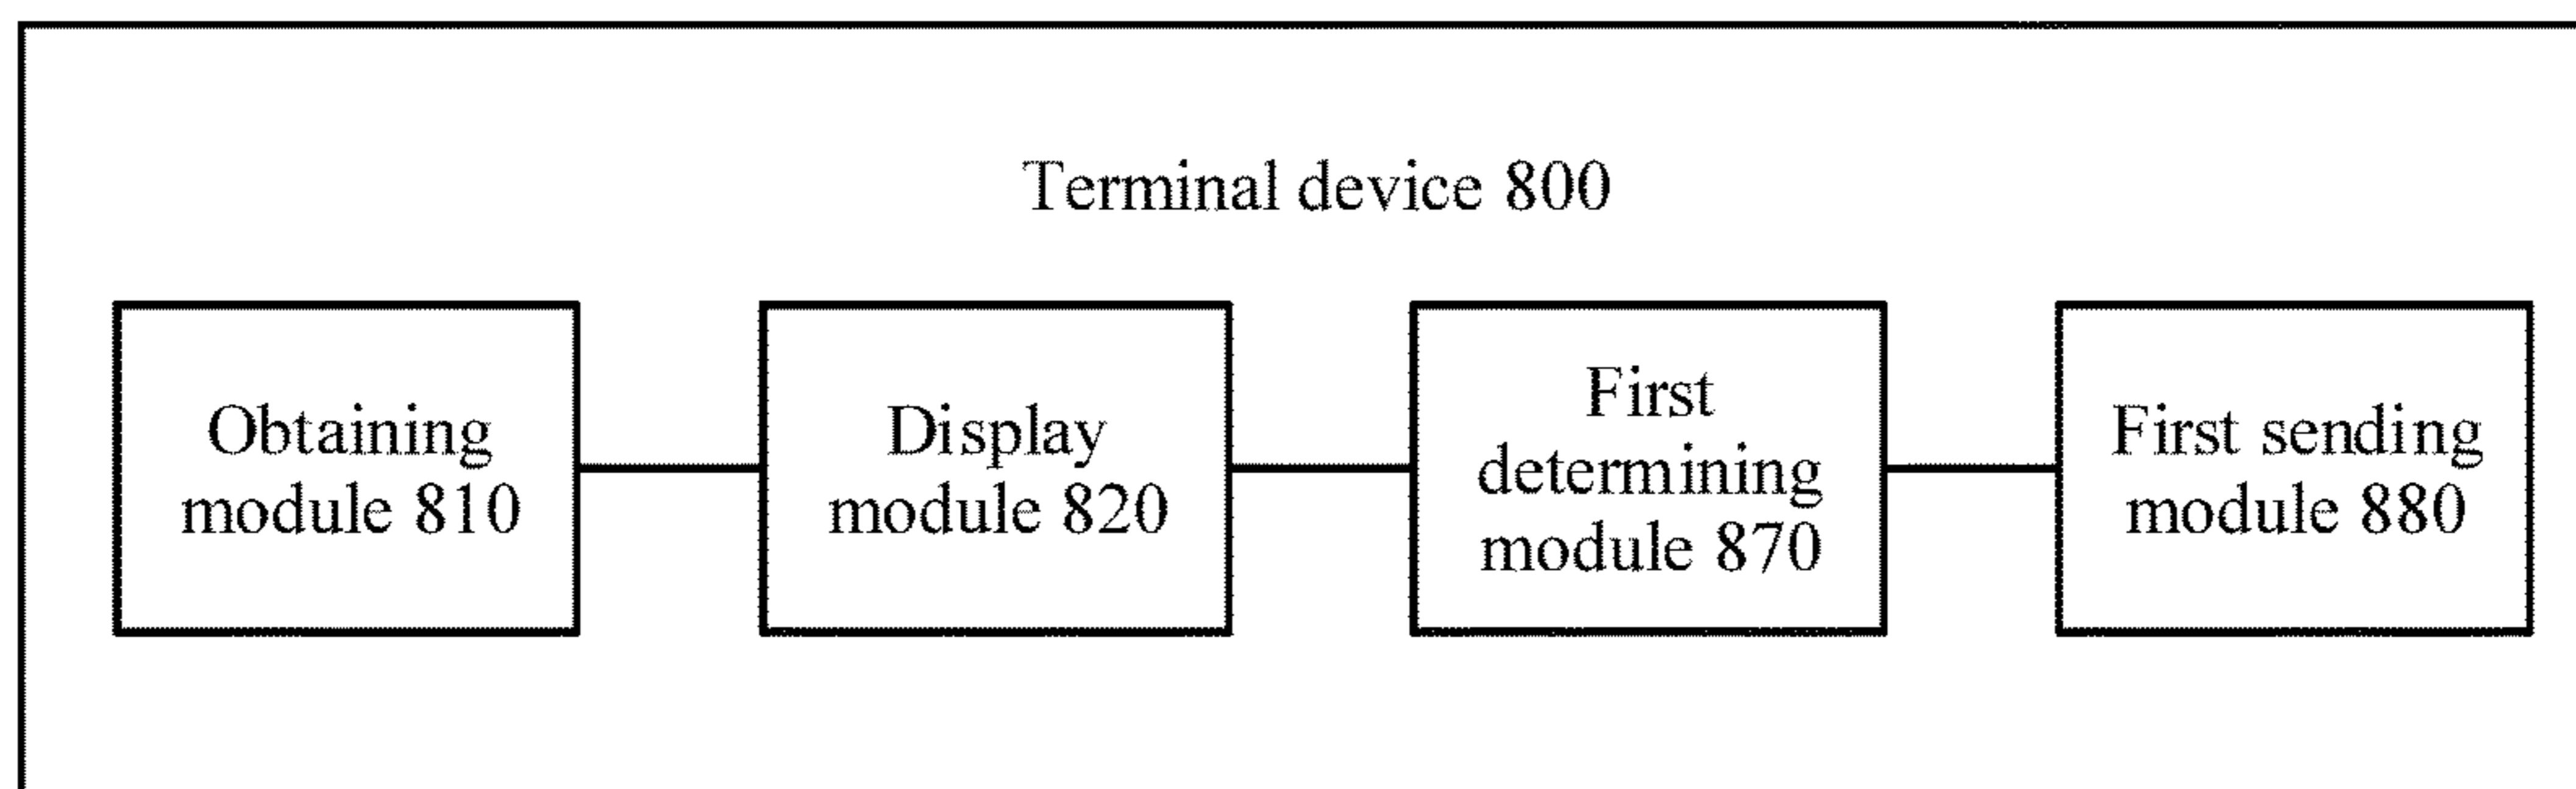 Terminal device 800
Obtaining
module 810
Display
module 820
First
determining
module 870
First sending
module 880